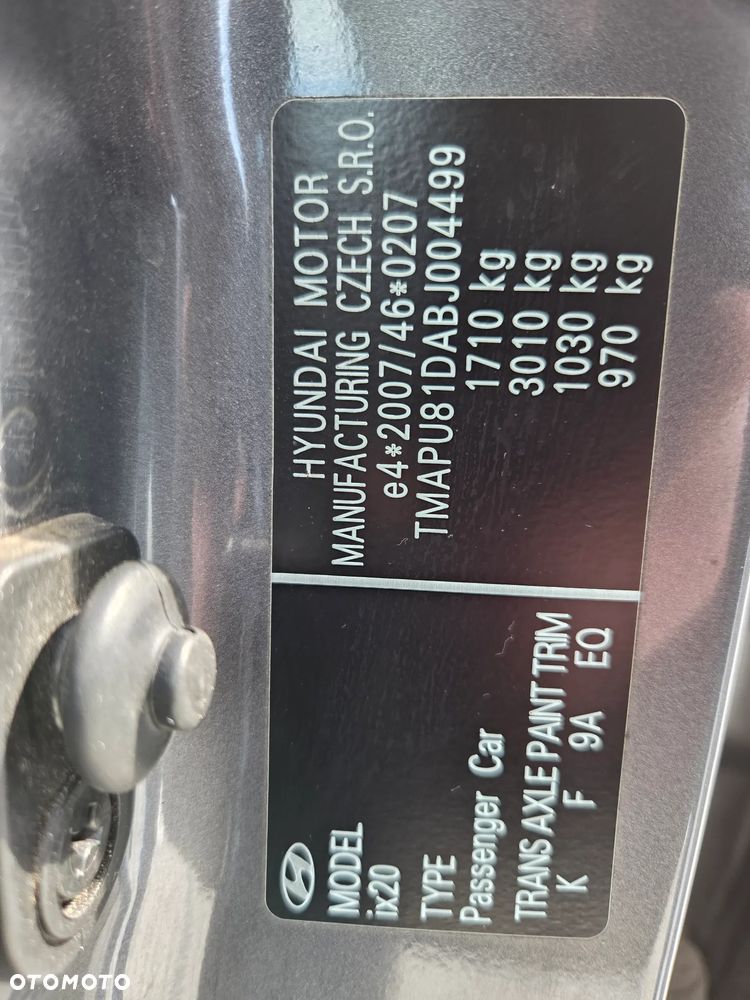 MODEL
ix20
TYPE
Passenger Car
TRANS AXLE PAINT TRIM
K F 9A EQ
HYUNDAI MOTOR
MANUFACTURING CZECH S.R.O.
e4*2007/46*0207
TMAPU81DABJ004499
1710 kg
3010 kg
1030 kg
970 kg
OTOMOTO